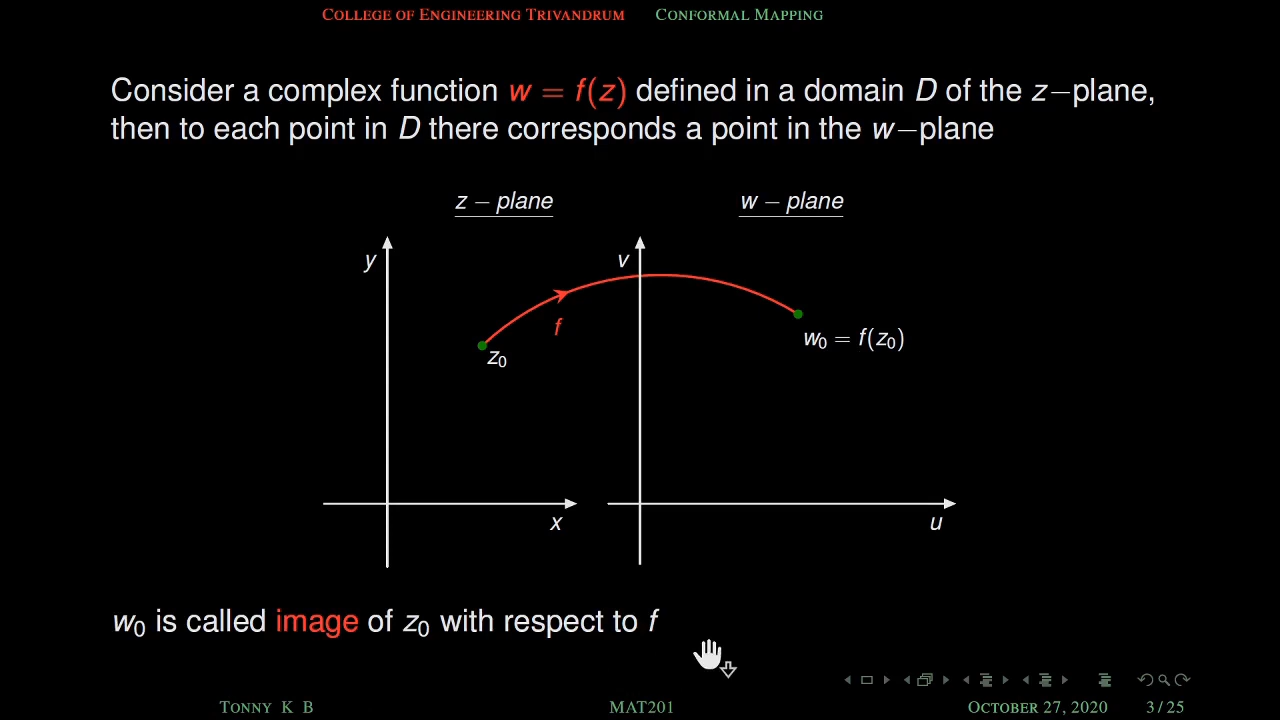 COLLEGE OF ENGINEERING TRIVANDRUM CONFORMAL MAPPING
Consider a complex function w = f(z) defined in a domain D of the z−plane,
then to each point in D there corresponds a point in the w−plane
z − plane w − plane
y v
f
z₀
w₀ = f(z₀)
x u
w₀ is called image of z₀ with respect to f
TONNY K B MAT201 OCTOBER 27, 2020 3 / 25